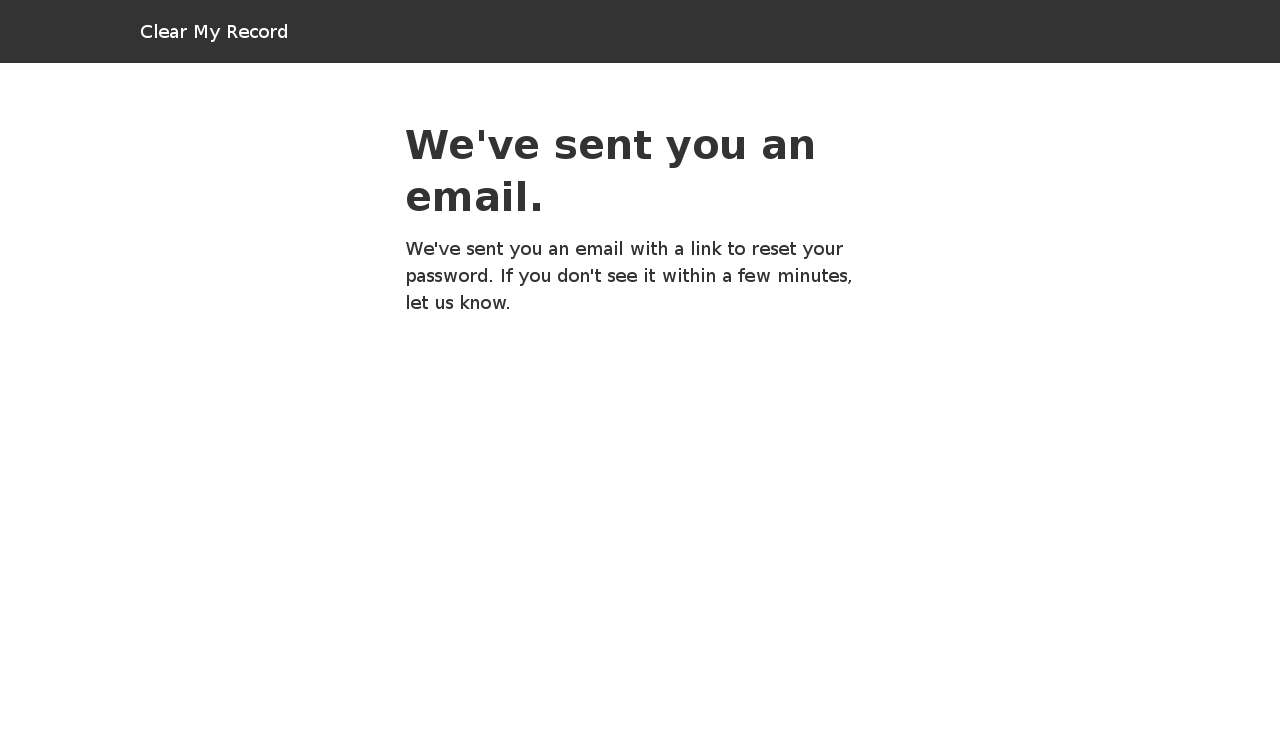 Clear My Record
We've sent you an
email.
We've sent you an email with a link to reset your
password. If you don't see it within a few minutes,
let us know.